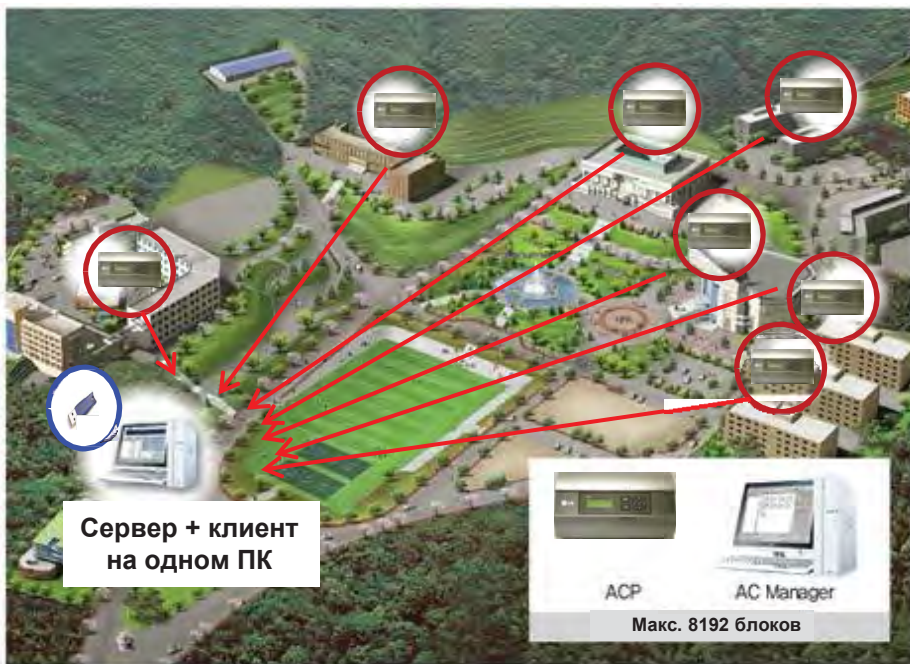 Сервер + клиент
на одном ПК
ACP
AC Manager
Макс. 8192 блоков